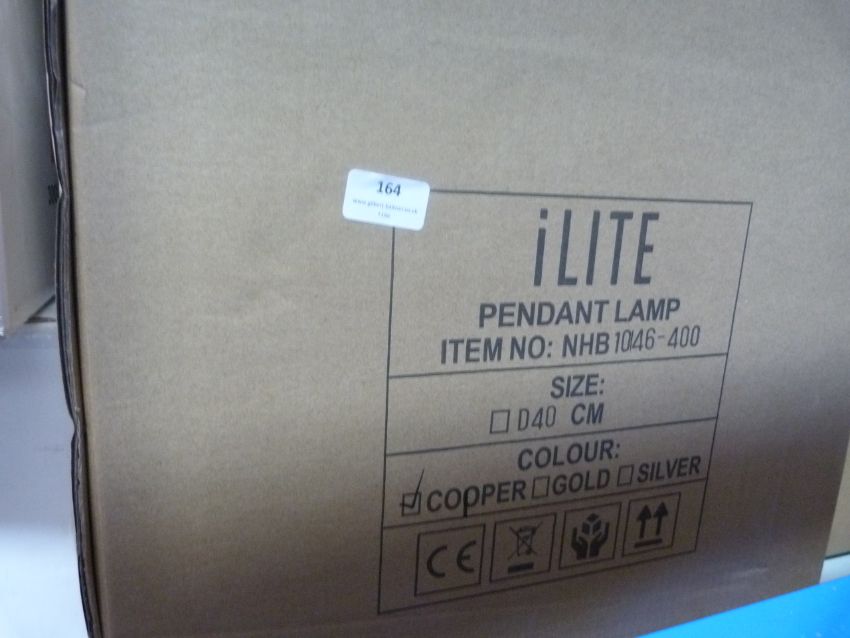 164
iLITE
PENDANT LAMP
ITEM NO: NHB1046-400
SIZE:
D40 CM
COLOUR:
COPPER GOLD SILVER
CE